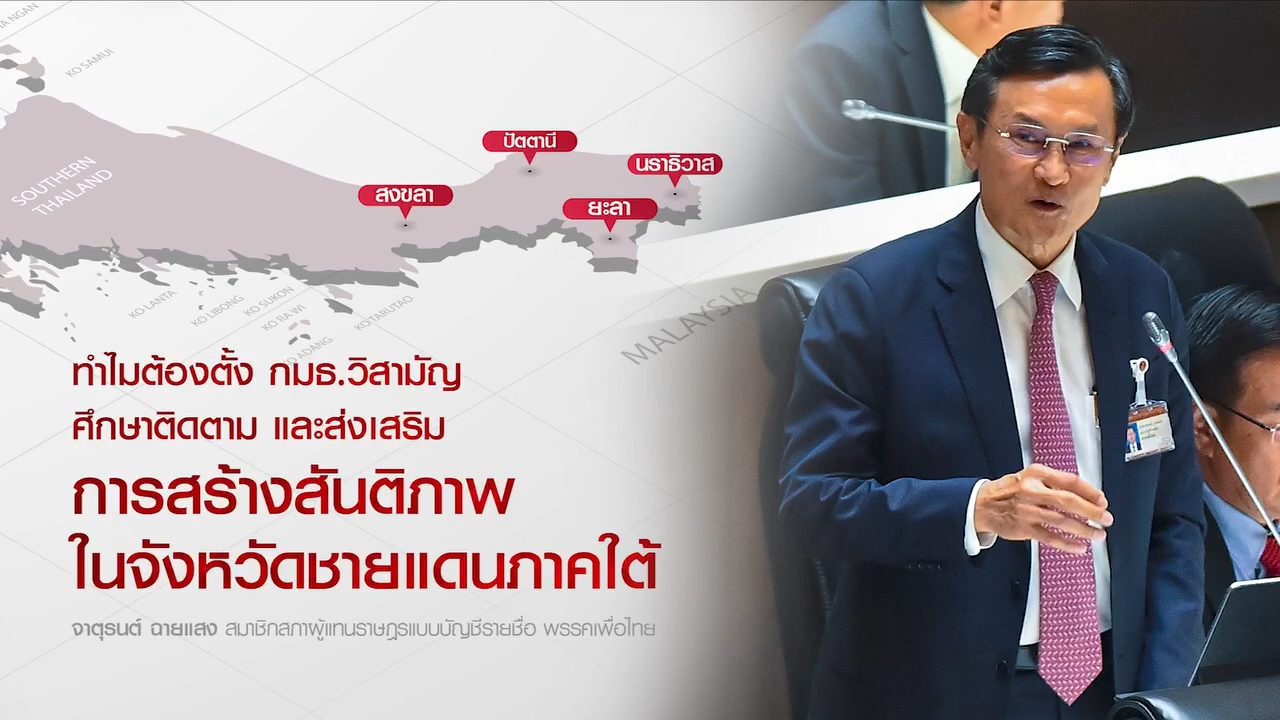 KO SAMUI
SOUTHERN
THAILAND
ปัตตานี
นราธิวาส
สงขลา
ยะลา
KO LANTA
KO LIBONG
KO SUKON
KO RA WI
KO ADANG
KO TARUTAO
MALAYSIA
ทำไมต้องตั้ง กมธ.วิสามัญ
ศึกษาติดตาม และส่งเสริม
การสร้างสันติภาพ
ในจังหวัดชายแดนภาคใต้
จาตุรนต์ ฉายแสง สมาชิกสภาผู้แทนราษฎรแบบบัญชีรายชื่อ พรรคเพื่อไทย